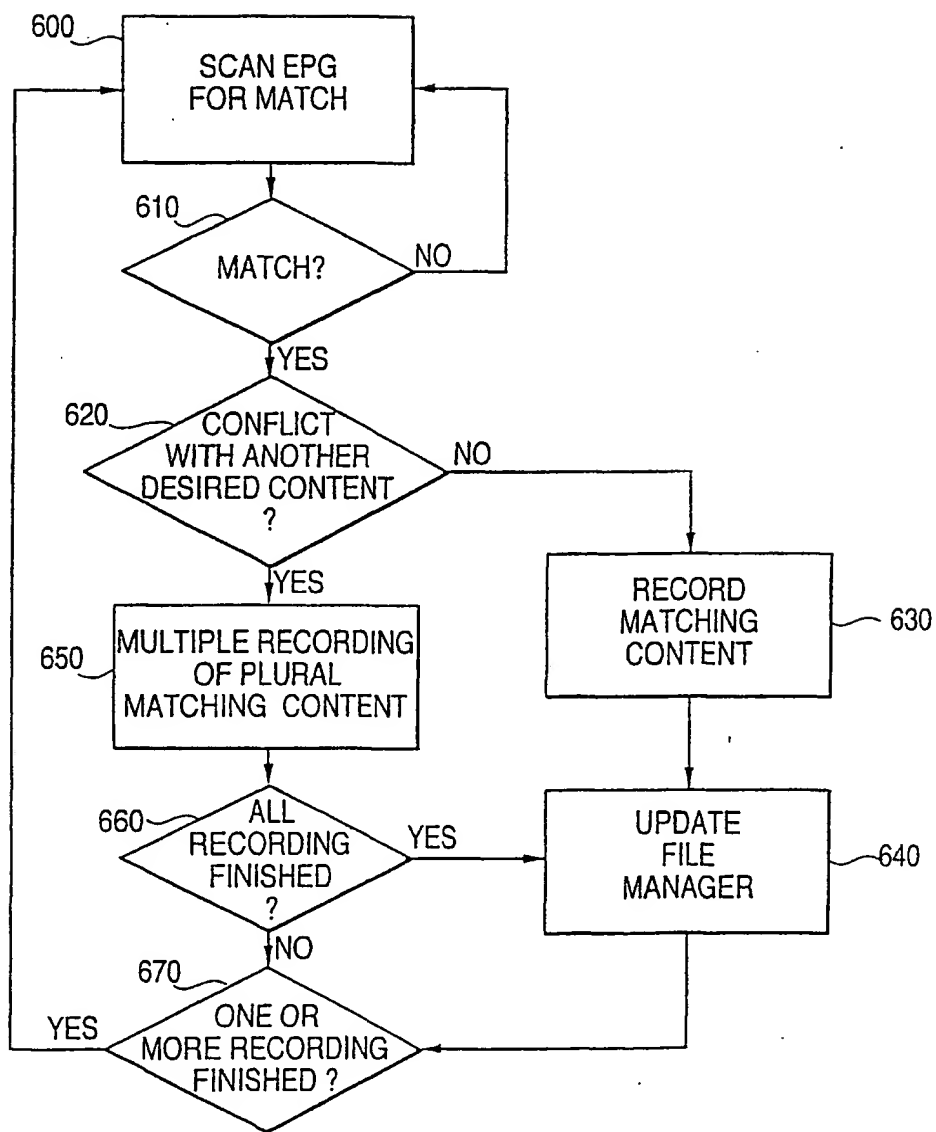 600
SCAN EPG
FOR MATCH
610
MATCH?
NO
YES
620
CONFLICT
WITH ANOTHER
DESIRED CONTENT
?
NO
YES
RECORD
MATCHING
CONTENT
630
650
MULTIPLE RECORDING
OF PLURAL
MATCHING CONTENT
660
ALL
RECORDING
FINISHED
?
YES
UPDATE
FILE
MANAGER
640
NO
670
YES
ONE OR
MORE RECORDING
FINISHED ?